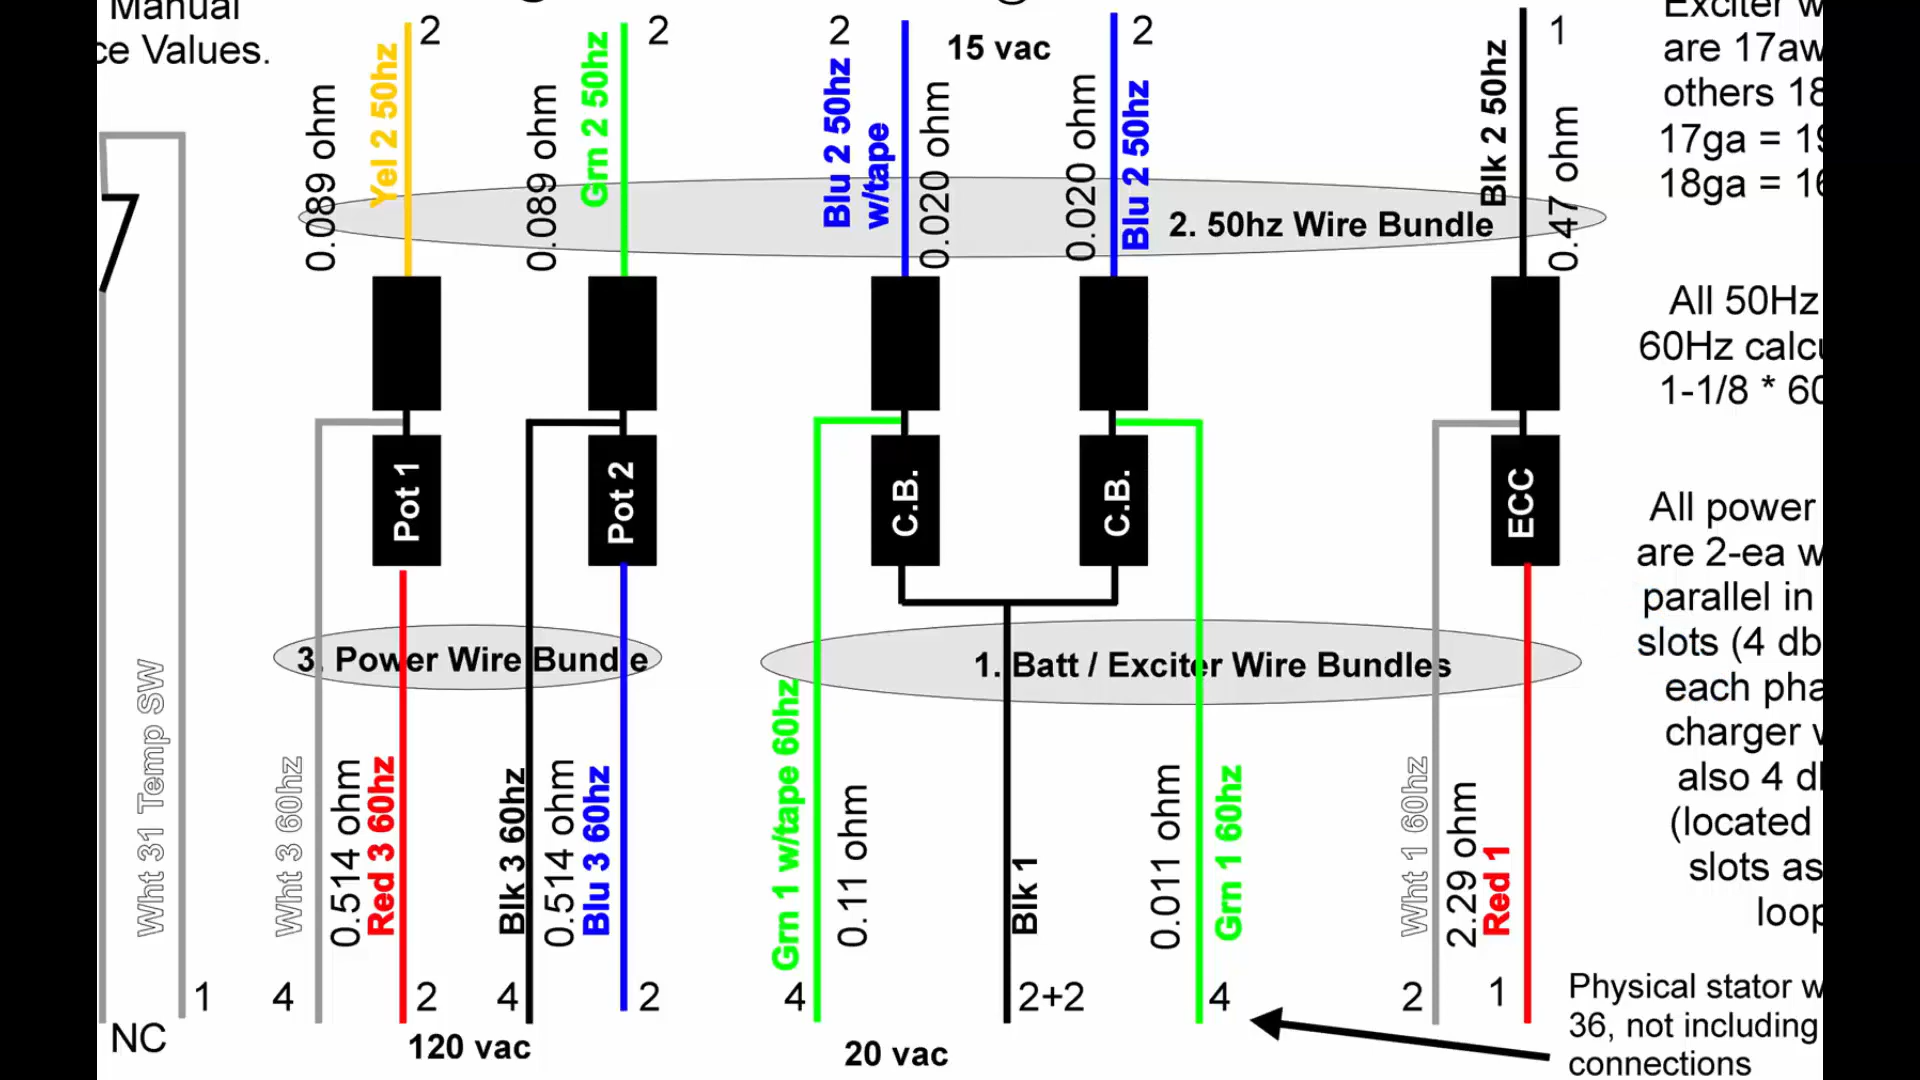 Manual
ce Values.
2
Yel 2 50hz
0.089 ohm
2
Grn 2 50hz
0.089 ohm
2
Blu 2 50hz
w/tape
0.020 ohm
15 vac
2
0.020 ohm
Blu 2 50hz
1
Blk 2 50hz
0.47 ohm
2. 50hz Wire Bundle
Exciter w
are 17aw
others 18
17ga = 19
18ga = 16
All 50Hz
60Hz calcu
1-1/8 * 60
7
Pot 1
Pot 2
C.B.
C.B.
ECC
All power
are 2-ea w
parallel in
slots (4 db
each pha
charger
also 4
(located
slots as
loop
3. Power Wire Bundle
1. Batt / Exciter Wire Bundles
Wht 31 Temp SW
Wht 3 60hz
0.514 ohm
Red 3 60hz
Blk 3 60hz
0.514 ohm
Blu 3 60hz
Grn 1 w/tape 60hz
0.11 ohm
Blk 1
0.011 ohm
Grn 1 60hz
Wht 1 60hz
2.29 ohm
Red 1
1
4
2
4
2
4
2+2
4
2
1
NC
120 vac
20 vac
Physical stator w
36, not including
connections